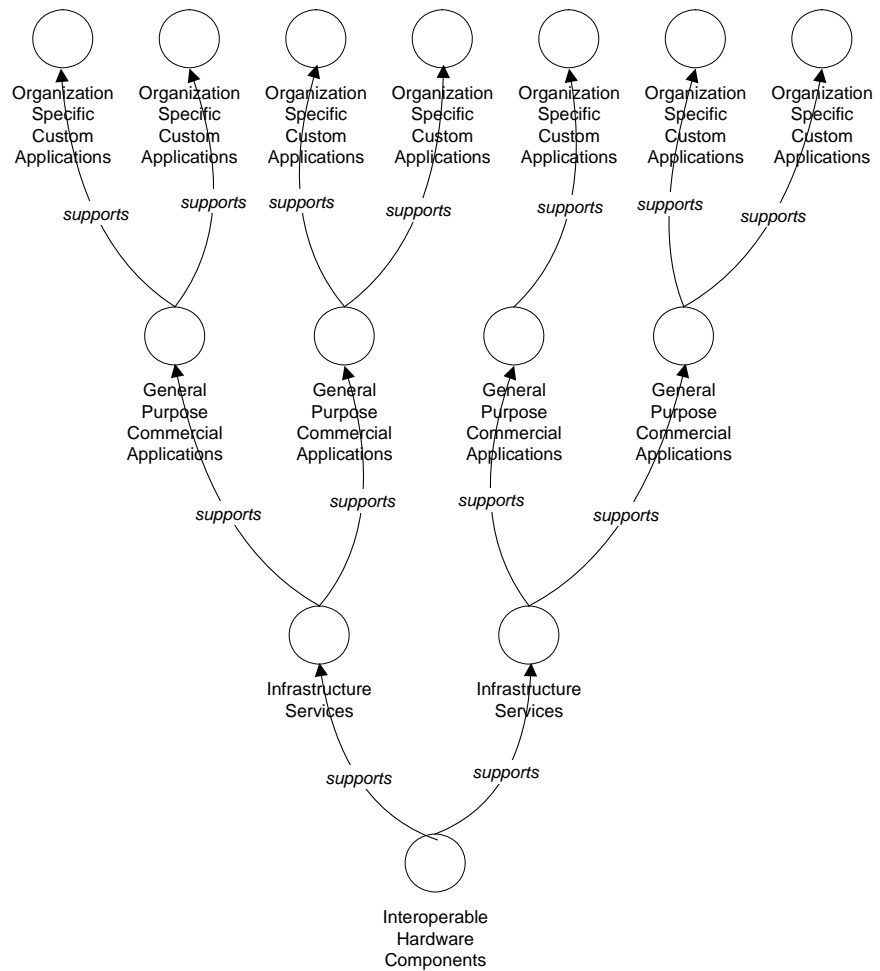 Organization
Specific
Custom
Applications
Organization
Specific
Custom
Applications
Organization
Specific
Custom
Applications
Organization
Specific
Custom
Applications
Organization
Specific
Custom
Applications
Organization
Specific
Custom
Applications
Organization
Specific
Custom
Applications
supports
supports
supports
supports
supports
supports
supports
General
Purpose
Commercial
Applications
General
Purpose
Commercial
Applications
General
Purpose
Commercial
Applications
General
Purpose
Commercial
Applications
supports
supports
supports
supports
Infrastructure
Services
Infrastructure
Services
supports
supports
Interoperable
Hardware
Components